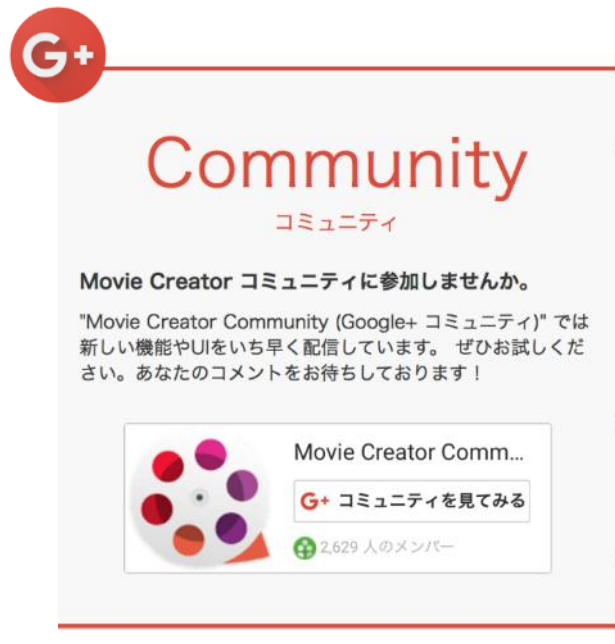 G+
Community
コミュニティ
Movie Creator コミュニティに参加しませんか。
"Movie Creator Community (Google+ コミュニティ)" では
新しい機能やUIをいち早く配信しています。 ぜひお試しくだ
さい。あなたのコメントをお待ちしております！
Movie Creator Comm...
G+ コミュニティを見てみる
2,629 人のメンバー